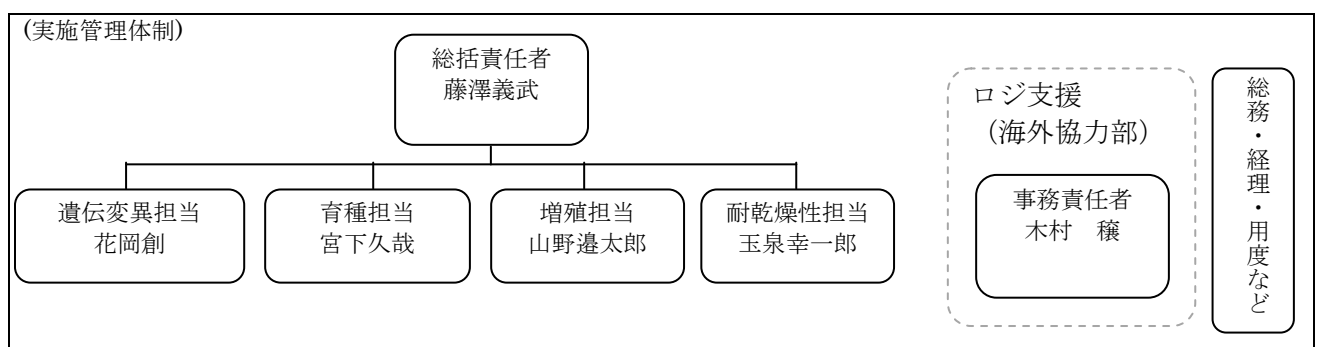 (実施管理体制)
総括責任者
藤澤義武
遺伝変異担当
花岡創
育種担当
宮下久哉
増殖担当
山野邉太郎
耐乾燥性担当
玉泉幸一郎
ロジ支援
（海外協力部）
事務責任者
木村　穣
総務・経理・用度など